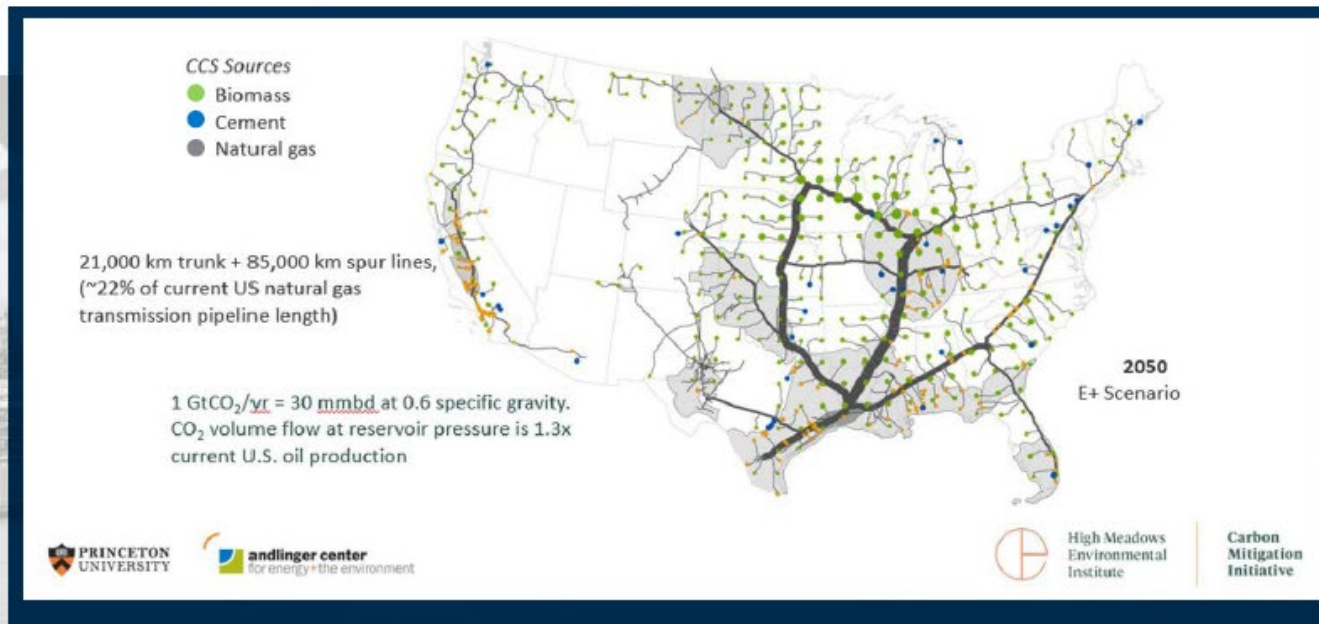 CCS Sources
Biomass
Cement
Natural gas
21,000 km trunk + 85,000 km spur lines,
(~22% of current US natural gas
transmission pipeline length)
1 GtCO₂/yr = 30 mmbd at 0.6 specific gravity.
CO₂ volume flow at reservoir pressure is 1.3x
current U.S. oil production
2050
E+ Scenario
PRINCETON
UNIVERSITY
andlinger center
for energy+the environment
High Meadows
Environmental
Institute
Carbon
Mitigation
Initiative